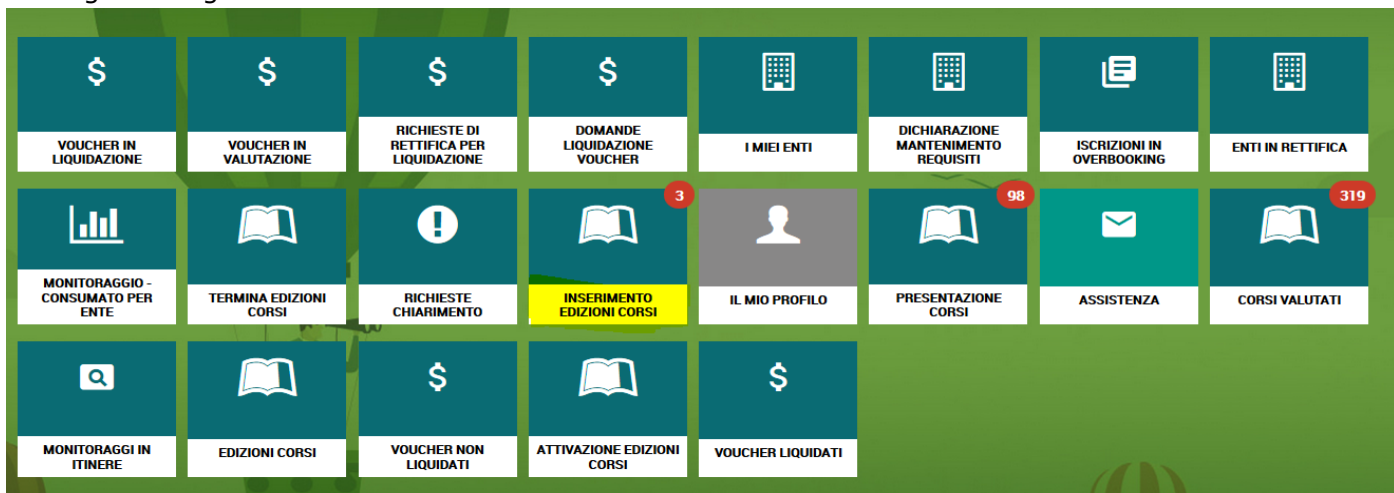 $ $ $ $
VOUCHER IN
LIQUIDAZIONE
VOUCHER IN
VALUTAZIONE
RICHIESTE DI
RETTIFICA PER
LIQUIDAZIONE
DOMANDE
LIQUIDAZIONE
VOUCHER
I MIEI ENTI
DICHIARAZIONE
MANTENIMENTO
REQUISITI
ISCRIZIONI IN
OVERBOOKING
ENTI IN RETTIFICA
MONITORAGGIO -
CONSUMATO PER
ENTE
TERMINA EDIZIONI
CORSI
!
RICHIESTE
CHIARIMENTO
3
INSERIMENTO
EDIZIONI CORSI
IL MIO PROFILO
98
PRESENTAZIONE
CORSI
ASSISTENZA
319
CORSI VALUTATI
MONITORAGGI IN
ITINERE
EDIZIONI CORSI
$
VOUCHER NON
LIQUIDATI
ATTIVAZIONE EDIZIONI
CORSI
$
VOUCHER LIQUIDATI